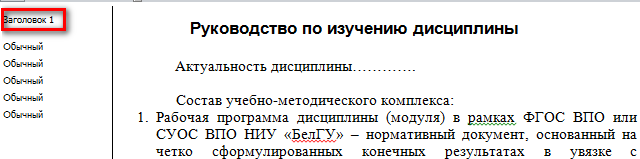 Заголовок 1
Руководство по изучению дисциплины
Обычный
Обычный
Актуальность дисциплины………….
Обычный
Обычный
Состав учебно-методического комплекса:
Обычный
1. Рабочая программа дисциплины (модуля) в рамках ФГОС ВПО или
СУОС ВПО НИУ «БелГУ» – нормативный документ, основанный на
четко сформулированных конечных результатах в увязке с